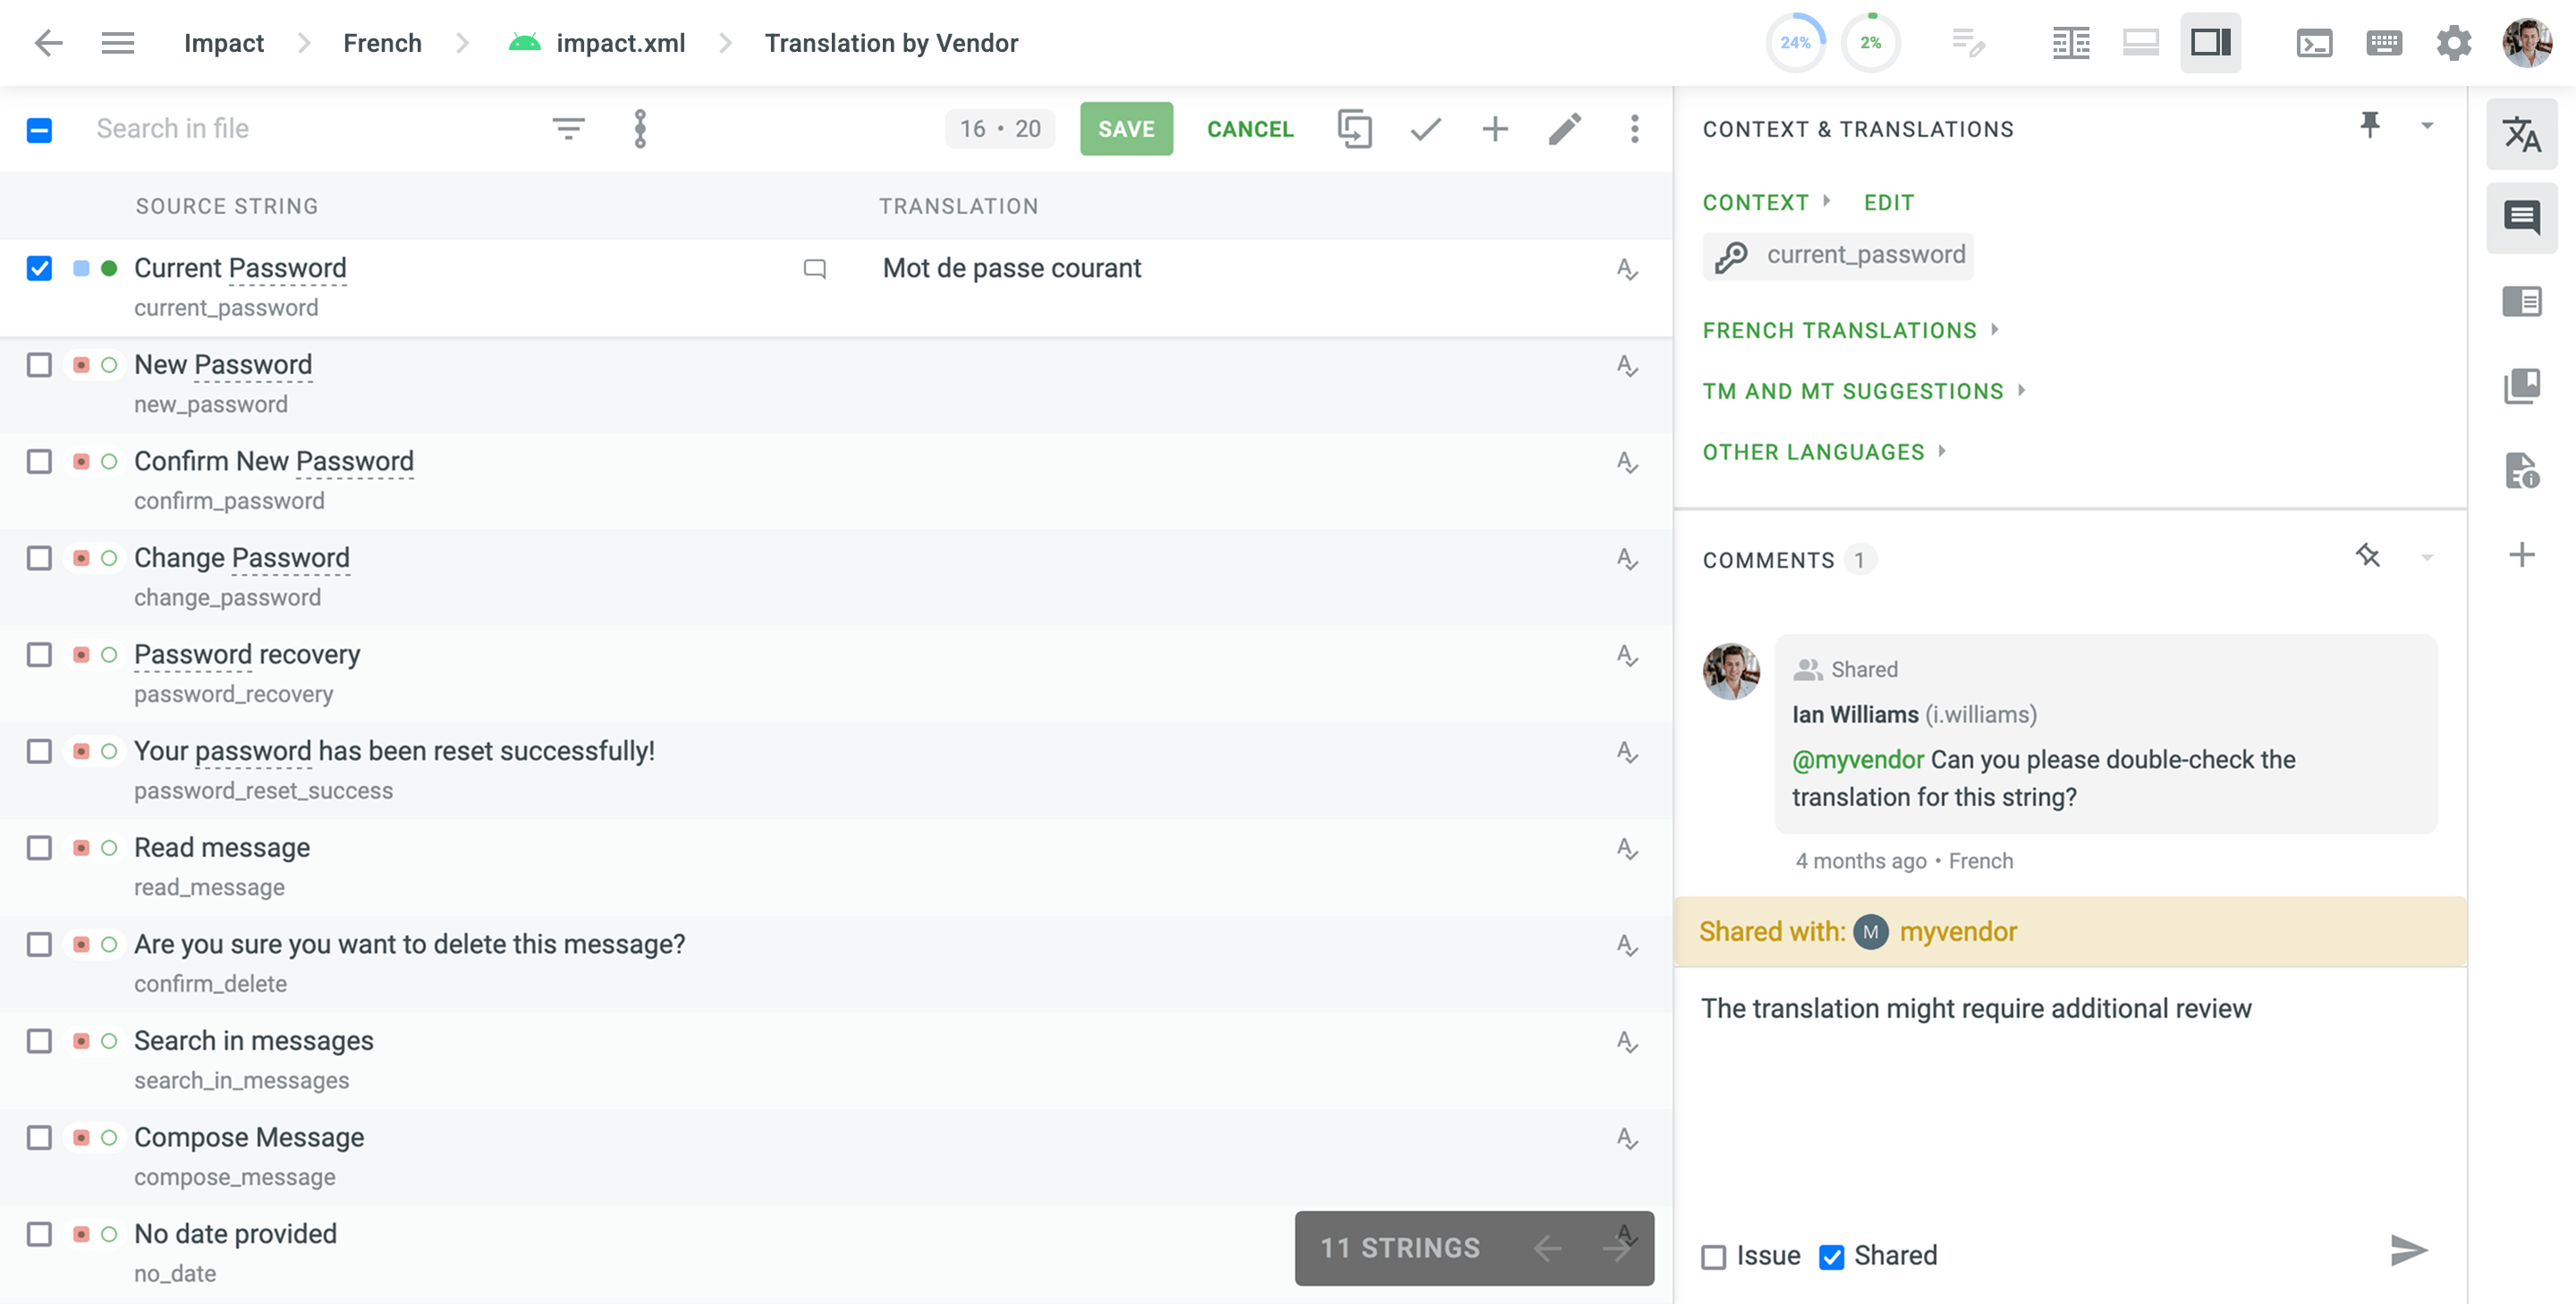 Impact
French
impact.xml
Translation by Vendor
24%
2%
Search in file
16 • 20
SAVE
CANCEL
SOURCE STRING
TRANSLATION
Current Password
current_password
Mot de passe courant
New Password
new_password
Confirm New Password
confirm_password
Change Password
change_password
Password recovery
password_recovery
Your password has been reset successfully!
password_reset_success
Read message
read_message
Are you sure you want to delete this message?
confirm_delete
Search in messages
search_in_messages
Compose Message
compose_message
No date provided
no_date
11 STRINGS
CONTEXT & TRANSLATIONS
CONTEXT
EDIT
current_password
FRENCH TRANSLATIONS
TM AND MT SUGGESTIONS
OTHER LANGUAGES
COMMENTS 1
Shared
Ian Williams (i.williams)
@myvendor Can you please double-check the
translation for this string?
4 months ago • French
Shared with: M myvendor
The translation might require additional review
Issue
Shared